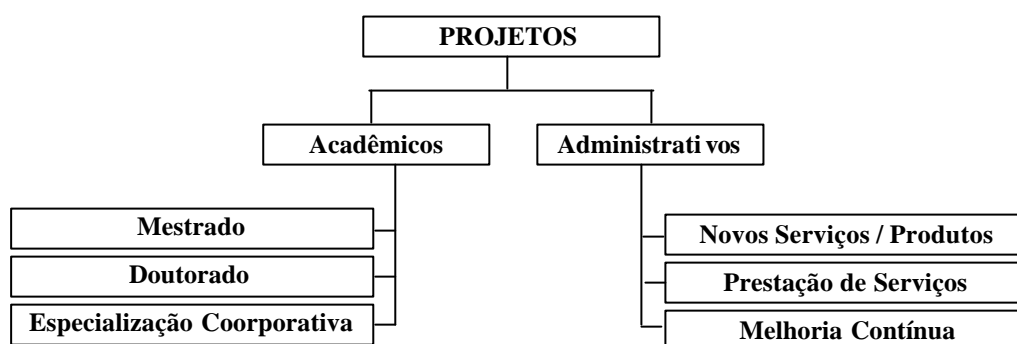 PROJETOS
Acadêmicos
Administrati vos
Mestrado
Doutorado
Especialização Coorporativa
Novos Serviços / Produtos
Prestação de Serviços
Melhoria Contínua